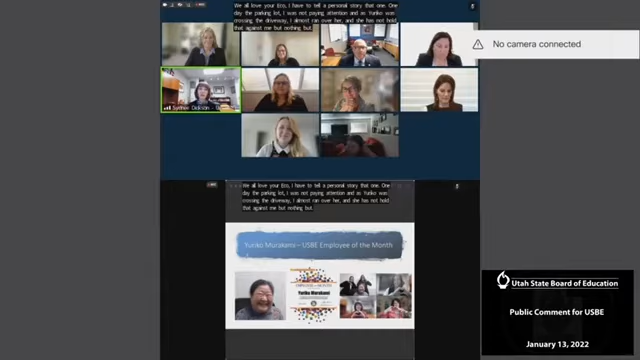 We all love your Eco, I have to tell a personal story that one. One
day the parking lot, I was not paying attention and as Yuriko was
crossing the driveway, I almost ran over her, and she has not hold
that against me but nothing but.
No camera connected
We all love your Eco, I have to tell a personal story that one. One
day the parking lot, I was not paying attention and as Yuriko was
crossing the driveway, I almost ran over her, and she has not hold
that against me but nothing but.
Yuriko Murakami – USBE Employee of the Month
Yuriko Murakami
Utah State Board of Education
Public Comment for USBE
January 13, 2022